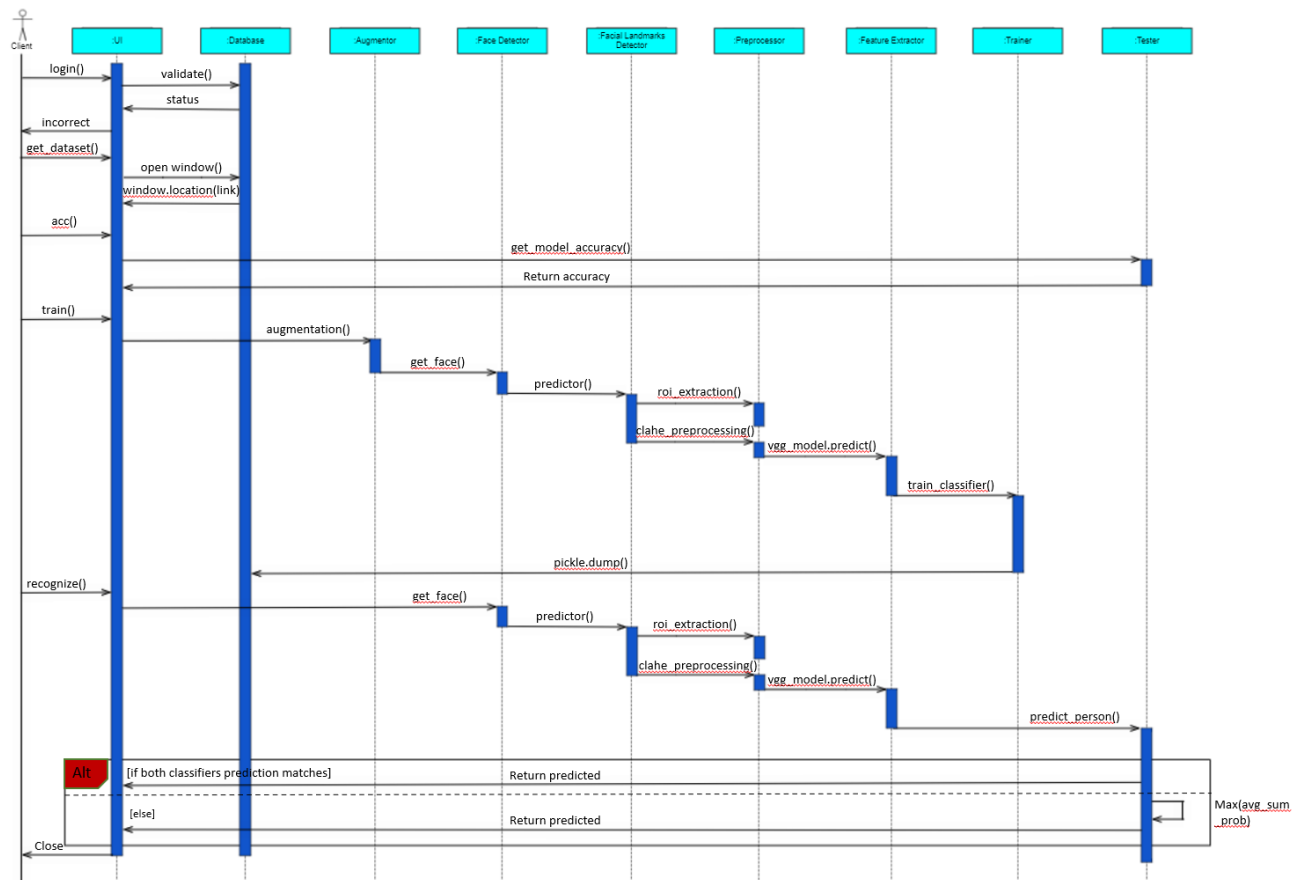 Client
:UI
:Database
:Augmentor
:Face Detector
:Facial Landmarks
Detector
:Preprocessor
:Feature Extractor
:Trainer
:Tester
login()
validate()
status
incorrect
get_dataset()
open window()
window.location(link)
acc()
get_model_accuracy()
Return accuracy
train()
augmentation()
get_face()
predictor()
roi_extraction()
clahe_preprocessing()
vgg_model.predict()
train_classifier()
pickle.dump()
recognize()
get_face()
predictor()
roi_extraction()
clahe_preprocessing()
vgg_model.predict()
predict_person()
Alt
[if both classifiers prediction matches]
Return predicted
Max(avg_sum
_prob)
[else]
Return predicted
Close